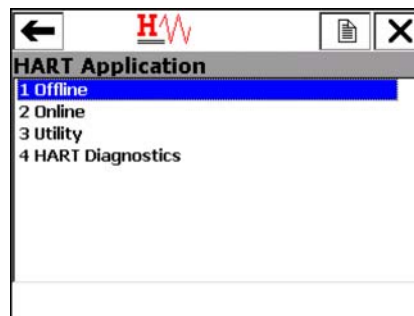 H
HART Application
1 Offline
2 Online
3 Utility
4 HART Diagnostics